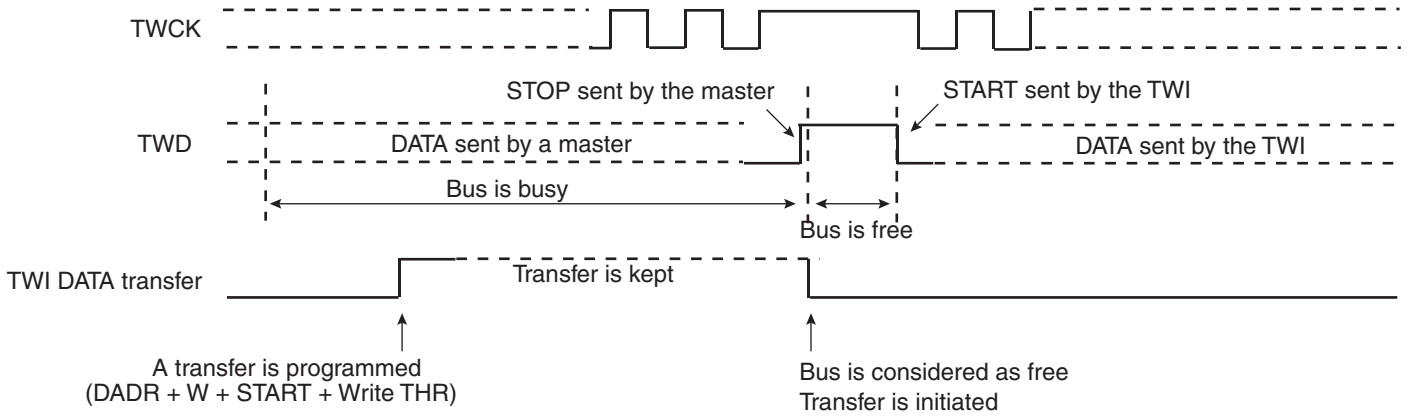 TWCK
STOP sent by the master
START sent by the TWI
TWD
DATA sent by a master
DATA sent by the TWI
Bus is busy
Bus is free
TWI DATA transfer
Transfer is kept
A transfer is programmed
(DADR + W + START + Write THR)
Bus is considered as free
Transfer is initiated